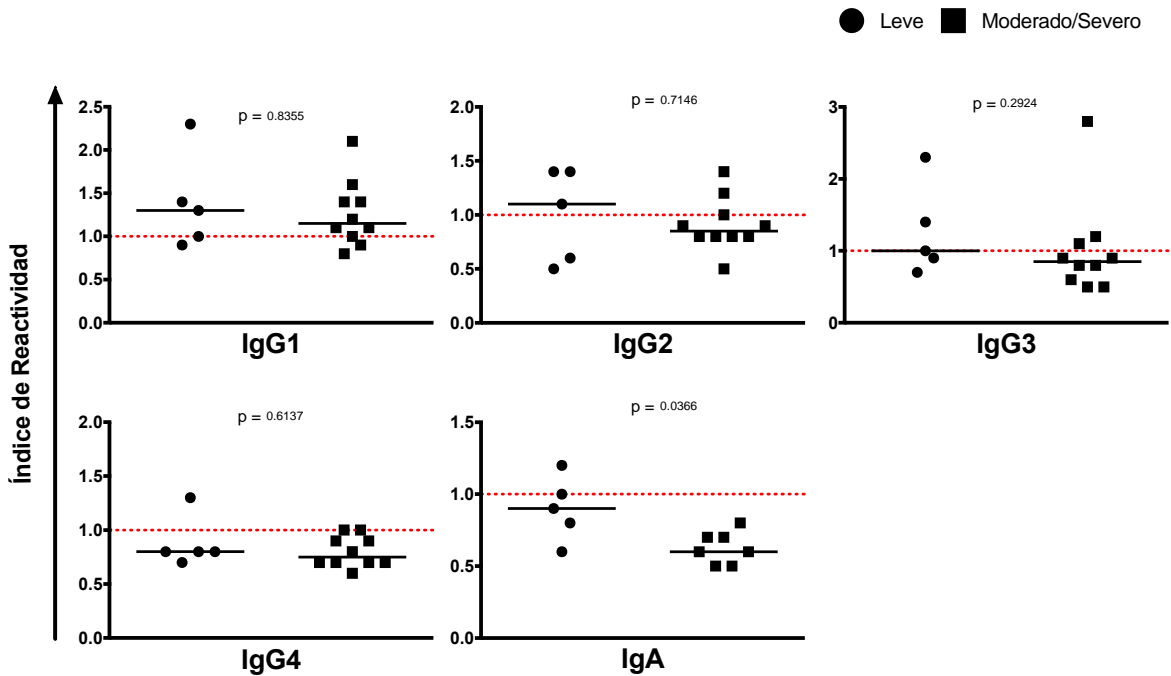 Leve Moderado/Severo
Índice de Reactividad
p = 0.8355
2.5
2.0
1.5
1.0
0.5
0.0
IgG1
p = 0.7146
2.0
1.5
1.0
0.5
0.0
IgG2
p = 0.2924
3
2
1
0
IgG3
p = 0.6137
2.0
1.5
1.0
0.5
0.0
IgG4
p = 0.0366
1.5
1.0
0.5
0.0
IgA